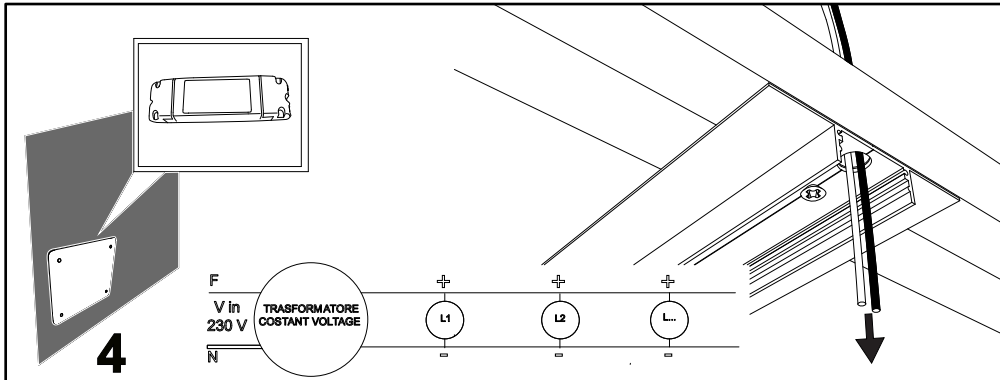 F
+
+
+
V in
230 V
TRASFORMATORE
COSTANT VOLTAGE
L1
L2
L...
N
-
-
-
4